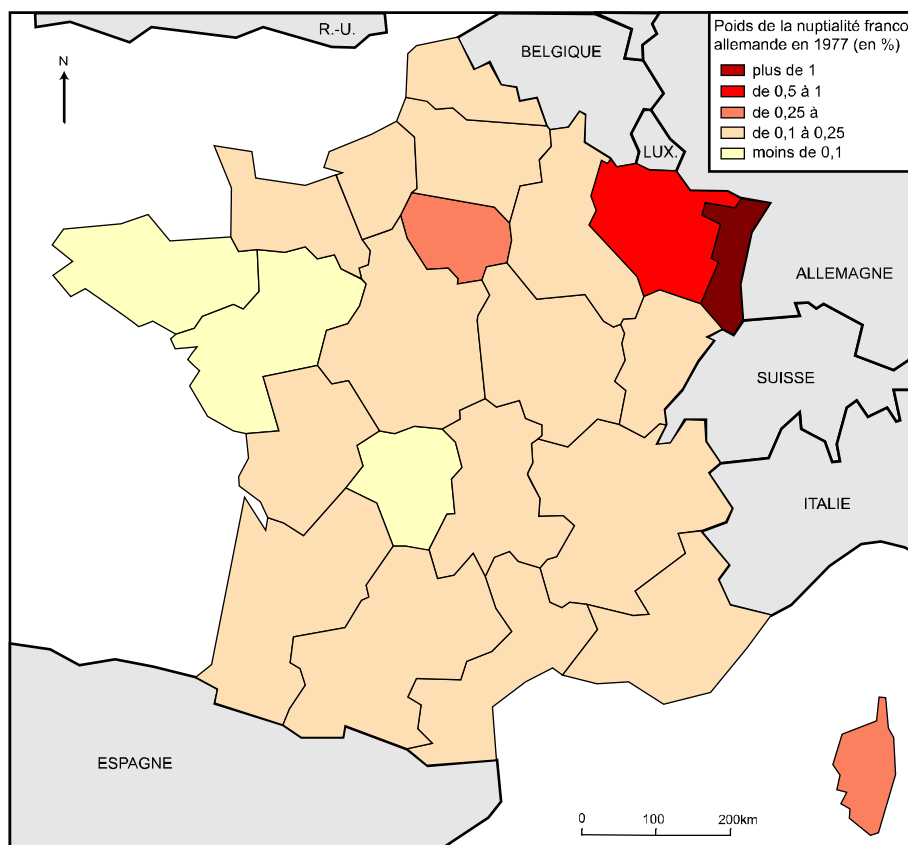 R.-U.
BELGIQUE
Poids de la nuptialité franco
allemande en 1977 (en %)
plus de 1
de 0,5 à 1
de 0,25 à
de 0,1 à 0,25
moins de 0,1
N
LUX.
ALLEMAGNE
SUISSE
ITALIE
ESPAGNE
0 100 200km